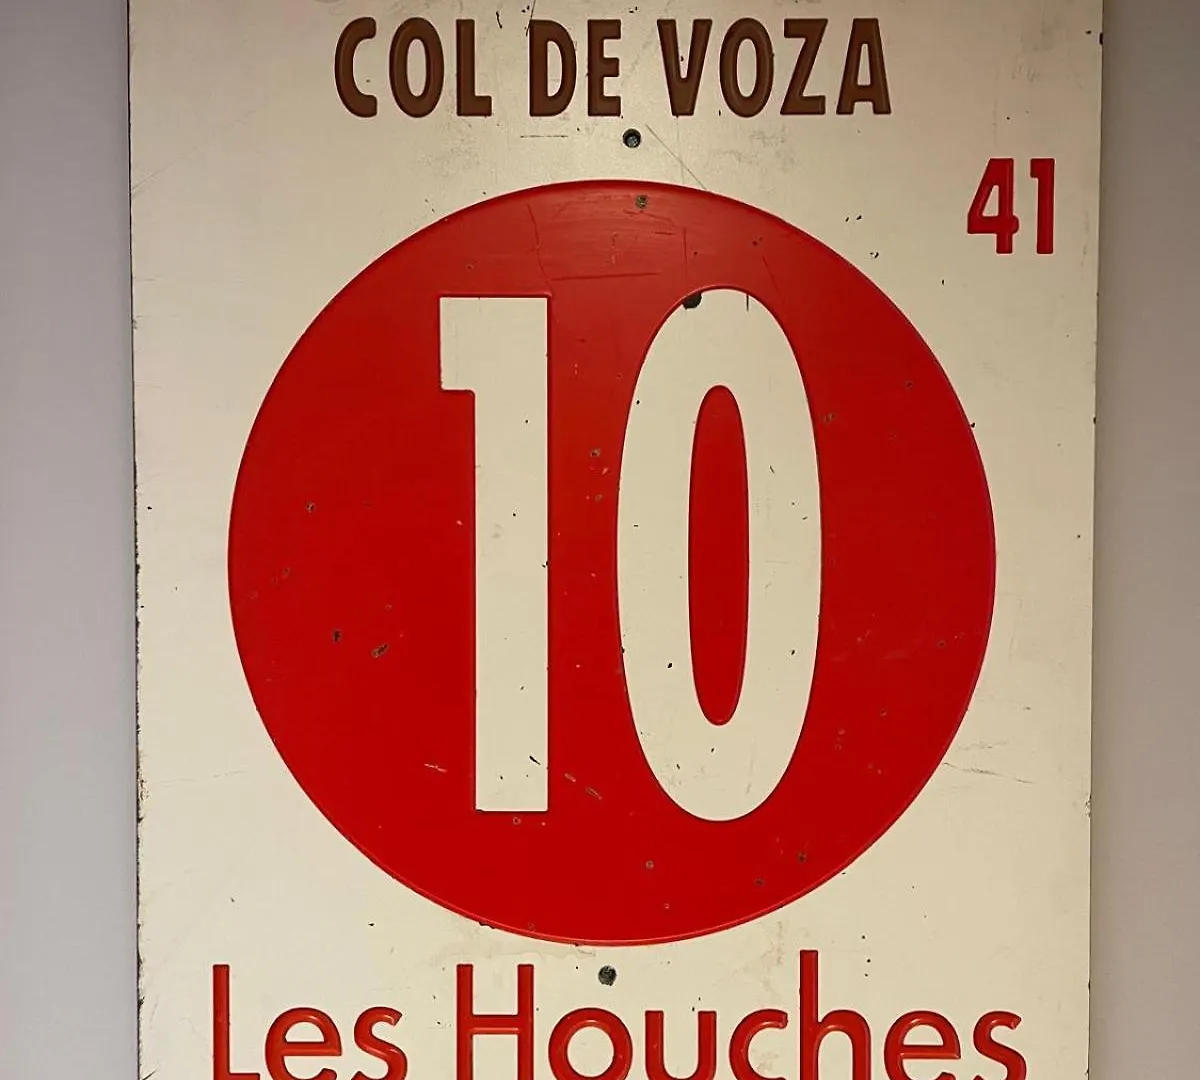 COL DE VOZA
41
10
Les Houches